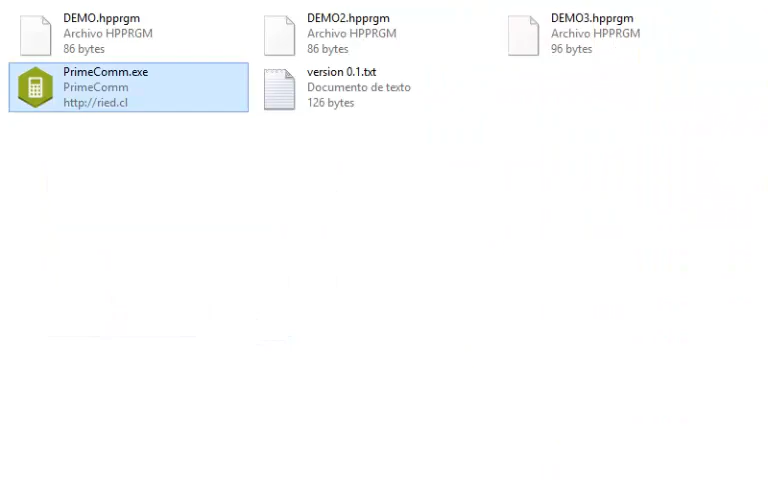 DEMO.hpprgm
Archivo HPPRGM
86 bytes
DEMO2.hpprgm
Archivo HPPRGM
86 bytes
DEMO3.hpprgm
Archivo HPPRGM
96 bytes
PrimeComm.exe
PrimeComm
http://ried.cl
version 0.1.txt
Documento de texto
126 bytes